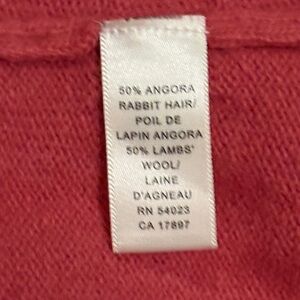 50% ANGORA
RABBIT HAIR/
POIL DE
LAPIN ANGORA
50% LAMBS'
WOOL/
LAINE
D'AGNEAU
RN 54023
CA 17897